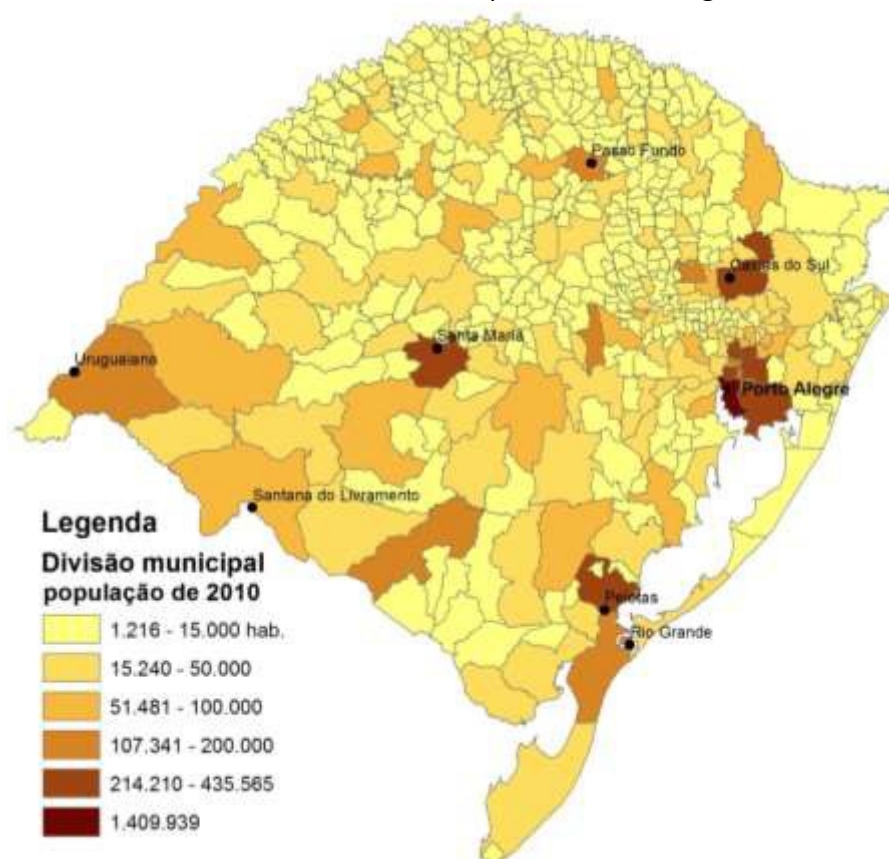 Passo Fundo
Caxias do Sul
Santa Maria
Uruguaiana
Porto Alegre
Santana do Livramento
Pelotas
Rio Grande
Legenda
Divisão municipal
população de 2010
1.216 - 15.000 hab.
15.240 - 50.000
51.481 - 100.000
107.341 - 200.000
214.210 - 435.565
1.409.939